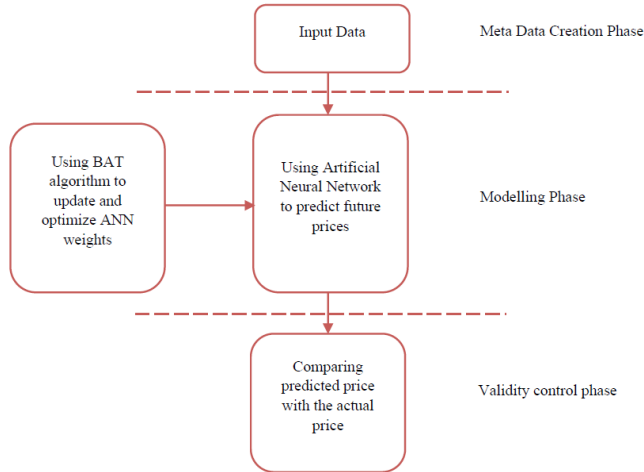 Input Data
Meta Data Creation Phase
Using BAT
algorithm to
update and
optimize ANN
weights
Using Artificial
Neural Network
to predict future
prices
Modelling Phase
Comparing
predicted price
with the actual
price
Validity control phase